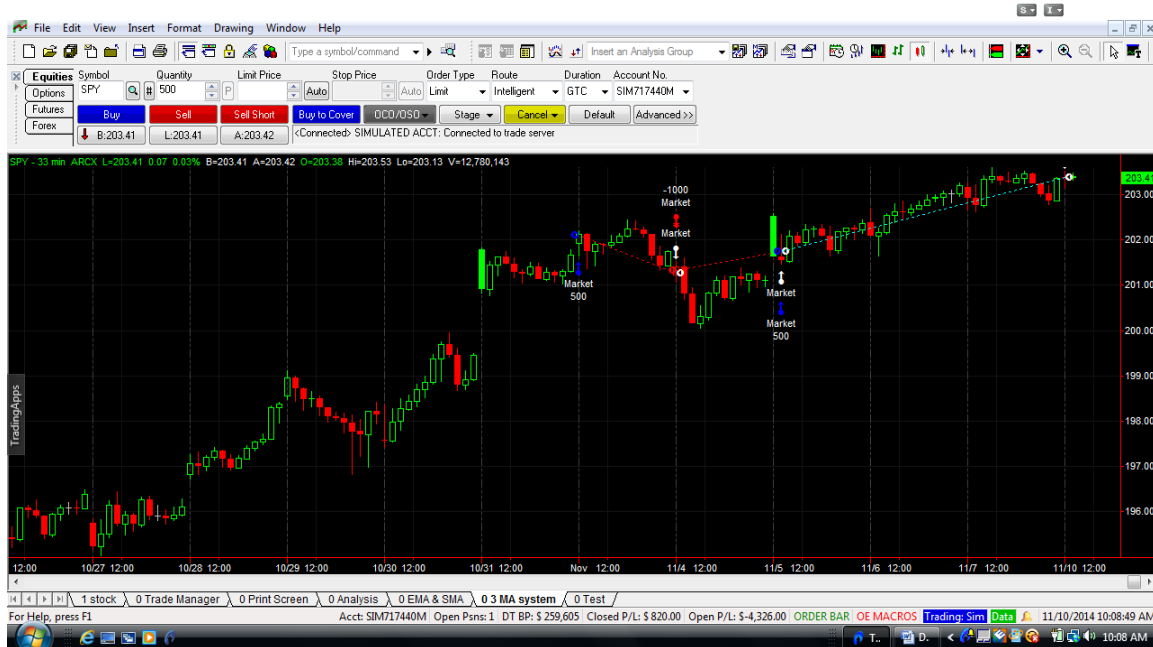 S I
File Edit View Insert Format Drawing Window Help
Type a symbol/command Insert an Analysis Group
Equities Symbol Quantity Limit Price Stop Price Order Type Route Duration Account No.
Options SPY # 500 P Auto Auto Limit Intelligent GTC SIM717440M
Futures Buy Sell Sell Short Buy to Cover OCO/OSO Stage Cancel Default Advanced >>
Forex B:203.41 L:203.41 A:203.42 <Connected> SIMULATED ACCT: Connected to trade server
SPY - 33 min ARCX L=203.41 0.07 0.03% B=203.41 A=203.42 O=203.38 Hi=203.53 Lo=203.13 V=12,780,143
203.41
203.00
-1000
Market
Market
202.00
Market
500
201.00
Market
Market
500
200.00
199.00
TradingApps
198.00
197.00
196.00
12:00 10/27 12:00 10/28 12:00 10/29 12:00 10/30 12:00 10/31 12:00 Nov 12:00 11/4 12:00 11/5 12:00 11/6 12:00 11/7 12:00 11/10 12:00
1 stock 0 Trade Manager 0 Print Screen 0 Analysis 0 EMA & SMA 0 3 MA system 0 Test
For Help, press F1 Acct: SIM717440M Open Psns: 1 DT BP: $ 259,605 Closed P/L: $ 820.00 Open P/L: $-4,326.00 ORDER BAR OE MACROS Trading: Sim Data 11/10/2014 10:08:49 AM
T.. D. < 10:08 AM